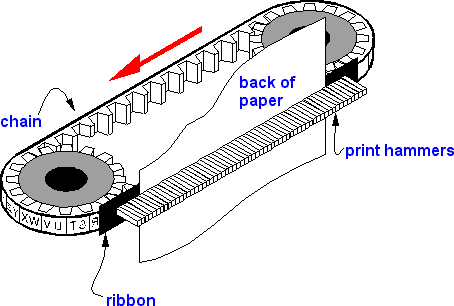 back of
paper
chain
print hammers
Y X W V U T S R
ribbon